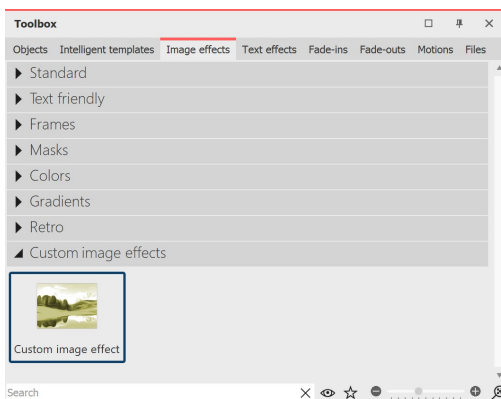 Toolbox
Objects Intelligent templates Image effects Text effects Fade-ins Fade-outs Motions Files
Standard
Text friendly
Frames
Masks
Colors
Gradients
Retro
Custom image effects
Custom image effect
Search